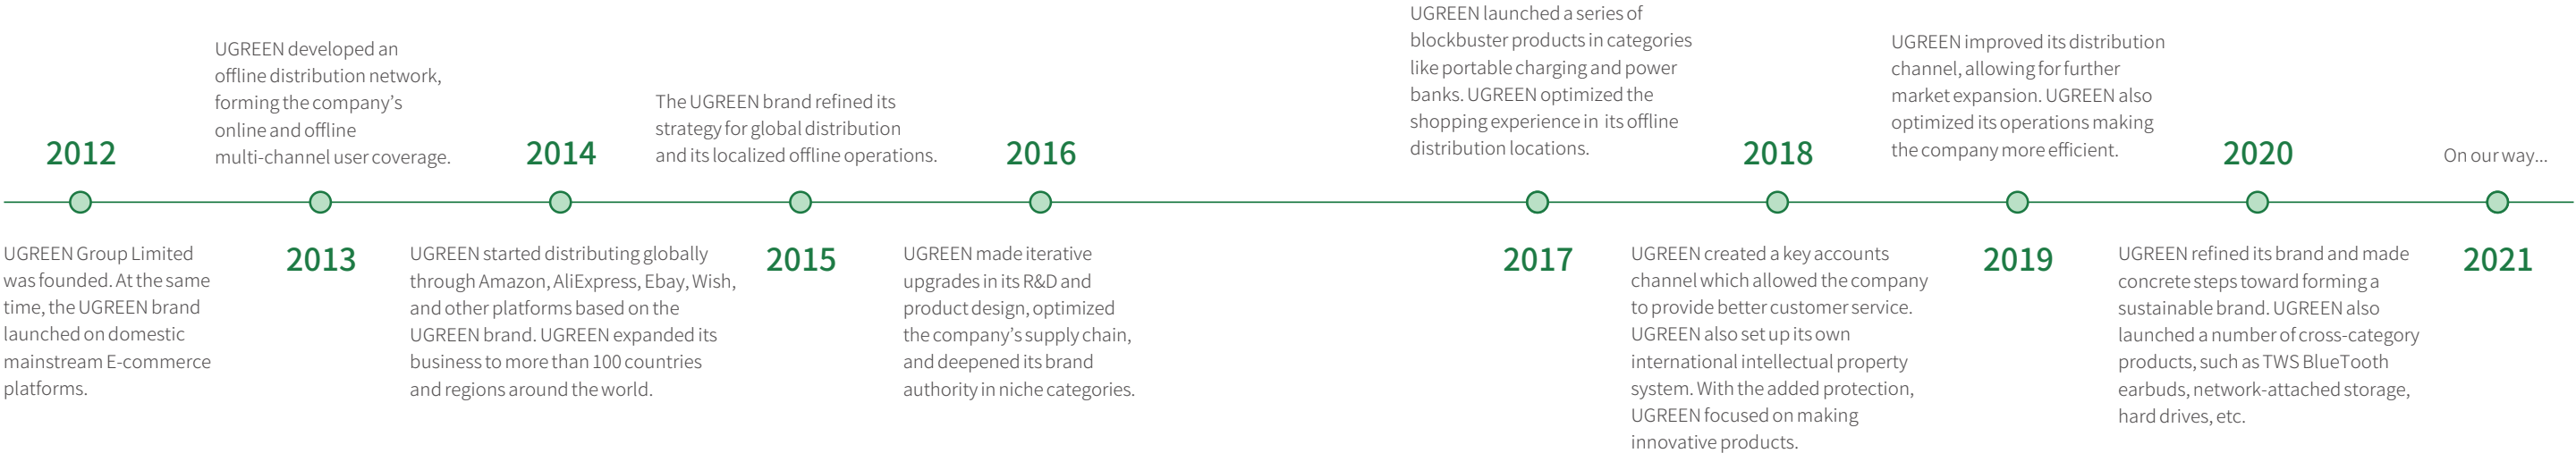 2012
UGREEN Group Limited
was founded. At the same
time, the UGREEN brand
launched on domestic
mainstream E-commerce
platforms.
UGREEN developed an
offline distribution network,
forming the company's
online and offline
multi-channel user coverage.
2013
2014
UGREEN started distributing globally
through Amazon, AliExpress, Ebay, Wish,
and other platforms based on the
UGREEN brand. UGREEN expanded its
business to more than 100 countries
and regions around the world.
The UGREEN brand refined its
strategy for global distribution
and its localized offline operations.
2015
2016
UGREEN made iterative
upgrades in its R&D and
product design, optimized
the company's supply chain,
and deepened its brand
authority in niche categories.
UGREEN launched a series of
blockbuster products in categories
like portable charging and power
banks. UGREEN optimized the
shopping experience in its offline
distribution locations.
2017
2018
UGREEN created a key accounts
channel which allowed the company
to provide better customer service.
UGREEN also set up its own
international intellectual property
system. With the added protection,
UGREEN focused on making
innovative products.
UGREEN improved its distribution
channel, allowing for further
market expansion. UGREEN also
optimized its operations making
the company more efficient.
2019
2020
UGREEN refined its brand and made
concrete steps toward forming a
sustainable brand. UGREEN also
launched a number of cross-category
products, such as TWS BlueTooth
earbuds, network-attached storage,
hard drives, etc.
On our way...
2021